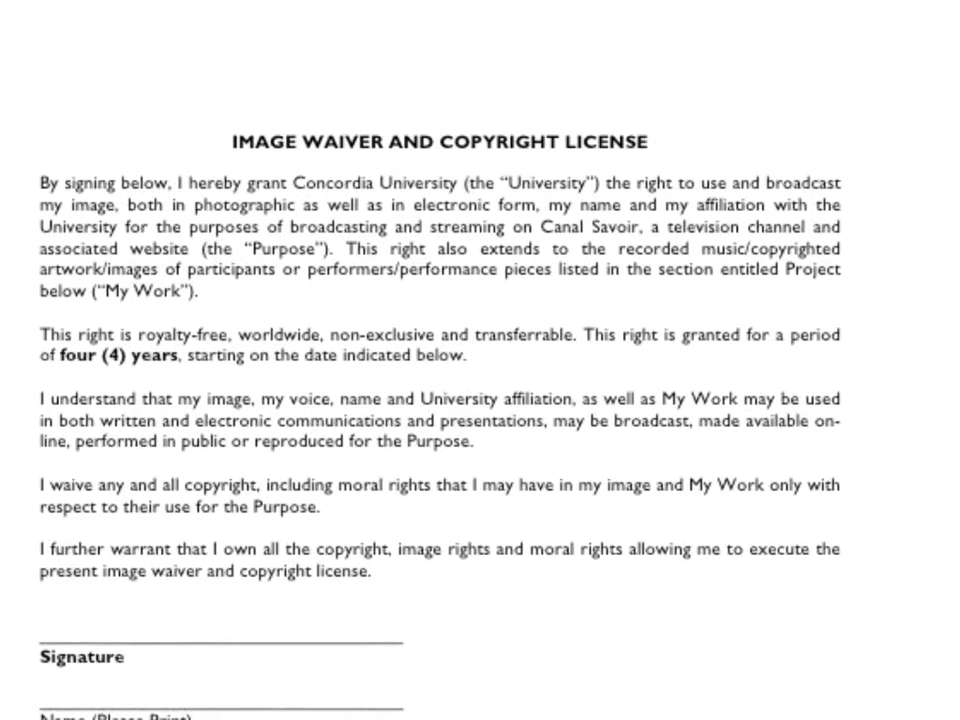 IMAGE WAIVER AND COPYRIGHT LICENSE
By signing below, I hereby grant Concordia University (the “University”) the right to use and broadcast
my image, both in photographic as well as in electronic form, my name and my affiliation with the
University for the purposes of broadcasting and streaming on Canal Savoir, a television channel and
associated website (the “Purpose”). This right also extends to the recorded music/copyrighted
artwork/images of participants or performers/performance pieces listed in the section entitled Project
below (“My Work”).
This right is royalty-free, worldwide, non-exclusive and transferrable. This right is granted for a period
of four (4) years, starting on the date indicated below.
I understand that my image, my voice, name and University affiliation, as well as My Work may be used
in both written and electronic communications and presentations, may be broadcast, made available on-
line, performed in public or reproduced for the Purpose.
I waive any and all copyright, including moral rights that I may have in my image and My Work only with
respect to their use for the Purpose.
I further warrant that I own all the copyright, image rights and moral rights allowing me to execute the
present image waiver and copyright license.
Signature
Name (Please Print)